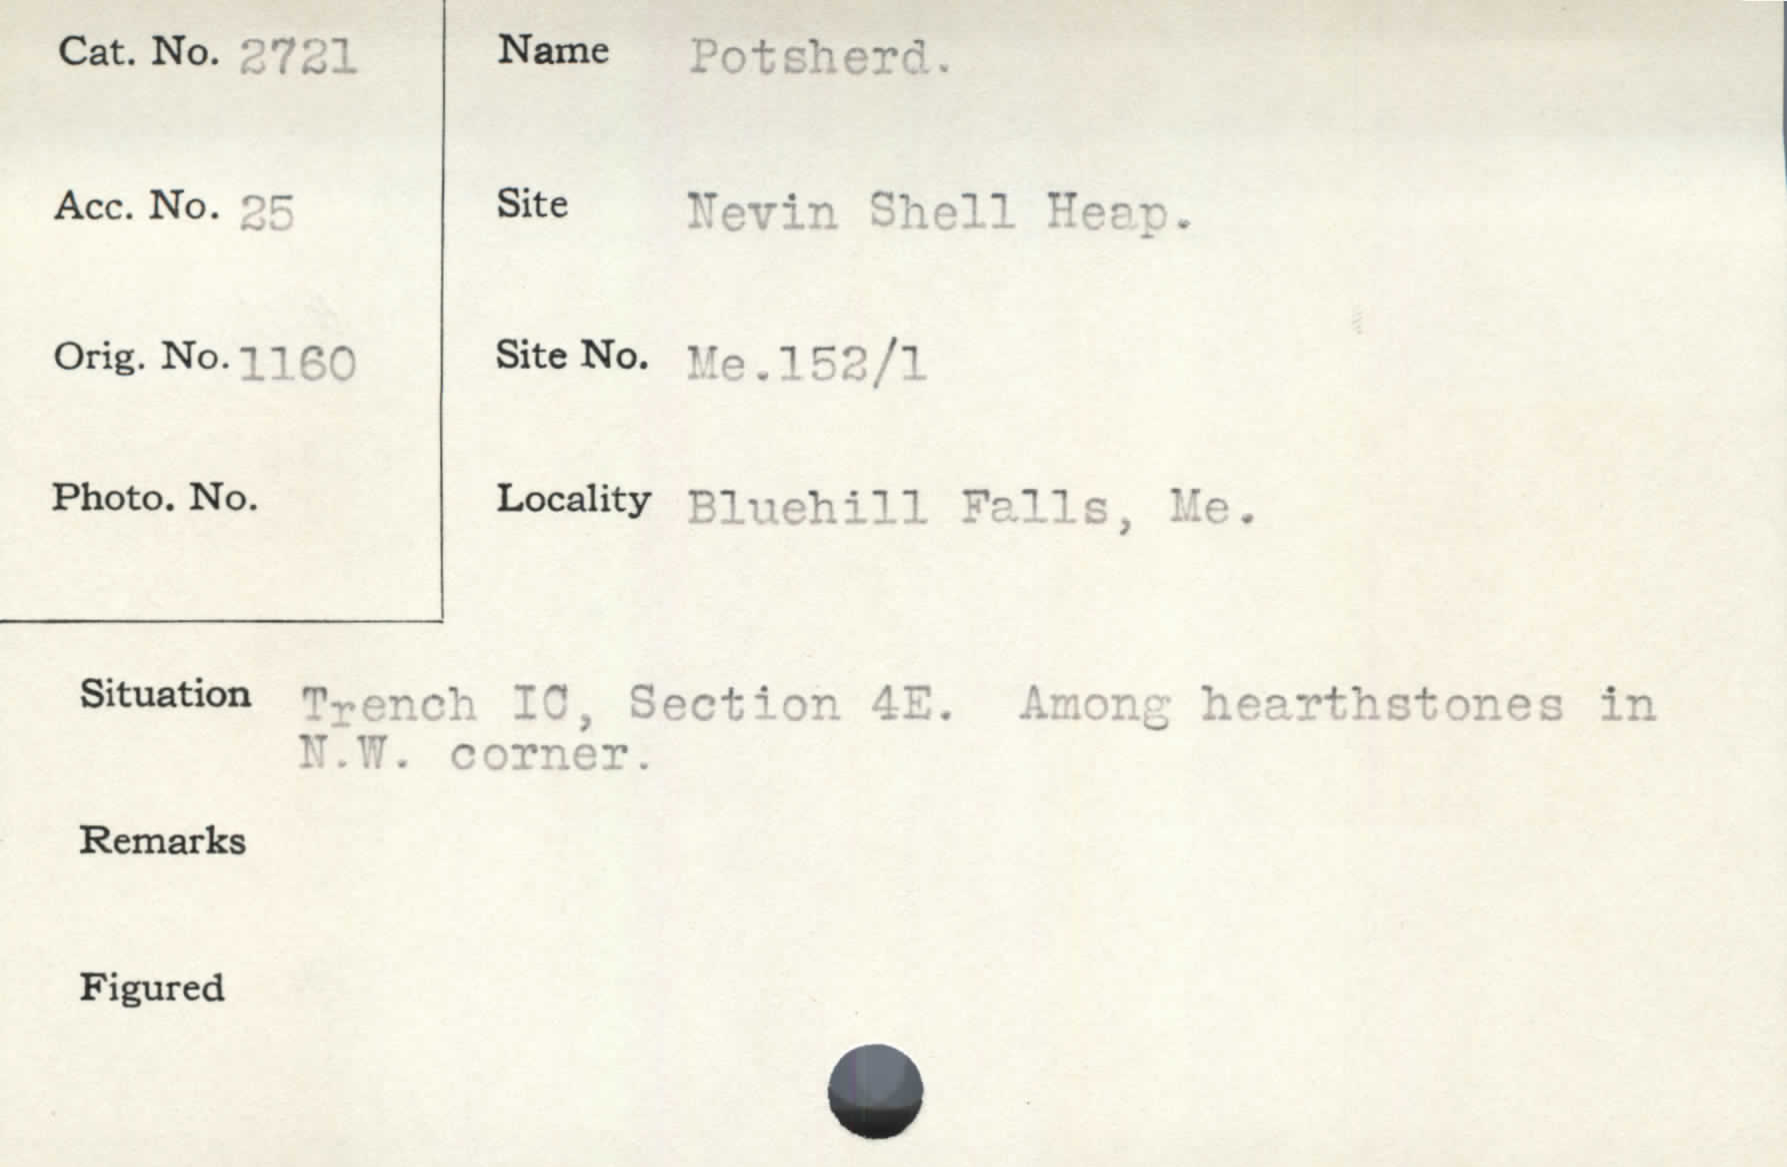 Cat. No. 2721
Name Potsherd.
Acc. No. 25
Site Nevin Shell Heap.
Orig. No. 1160
Site No. Me.152/1
Photo. No.
Locality Bluehill Falls, Me.
Situation Trench IC, Section 4E. Among hearthstones in
N.W. corner.
Remarks
Figured